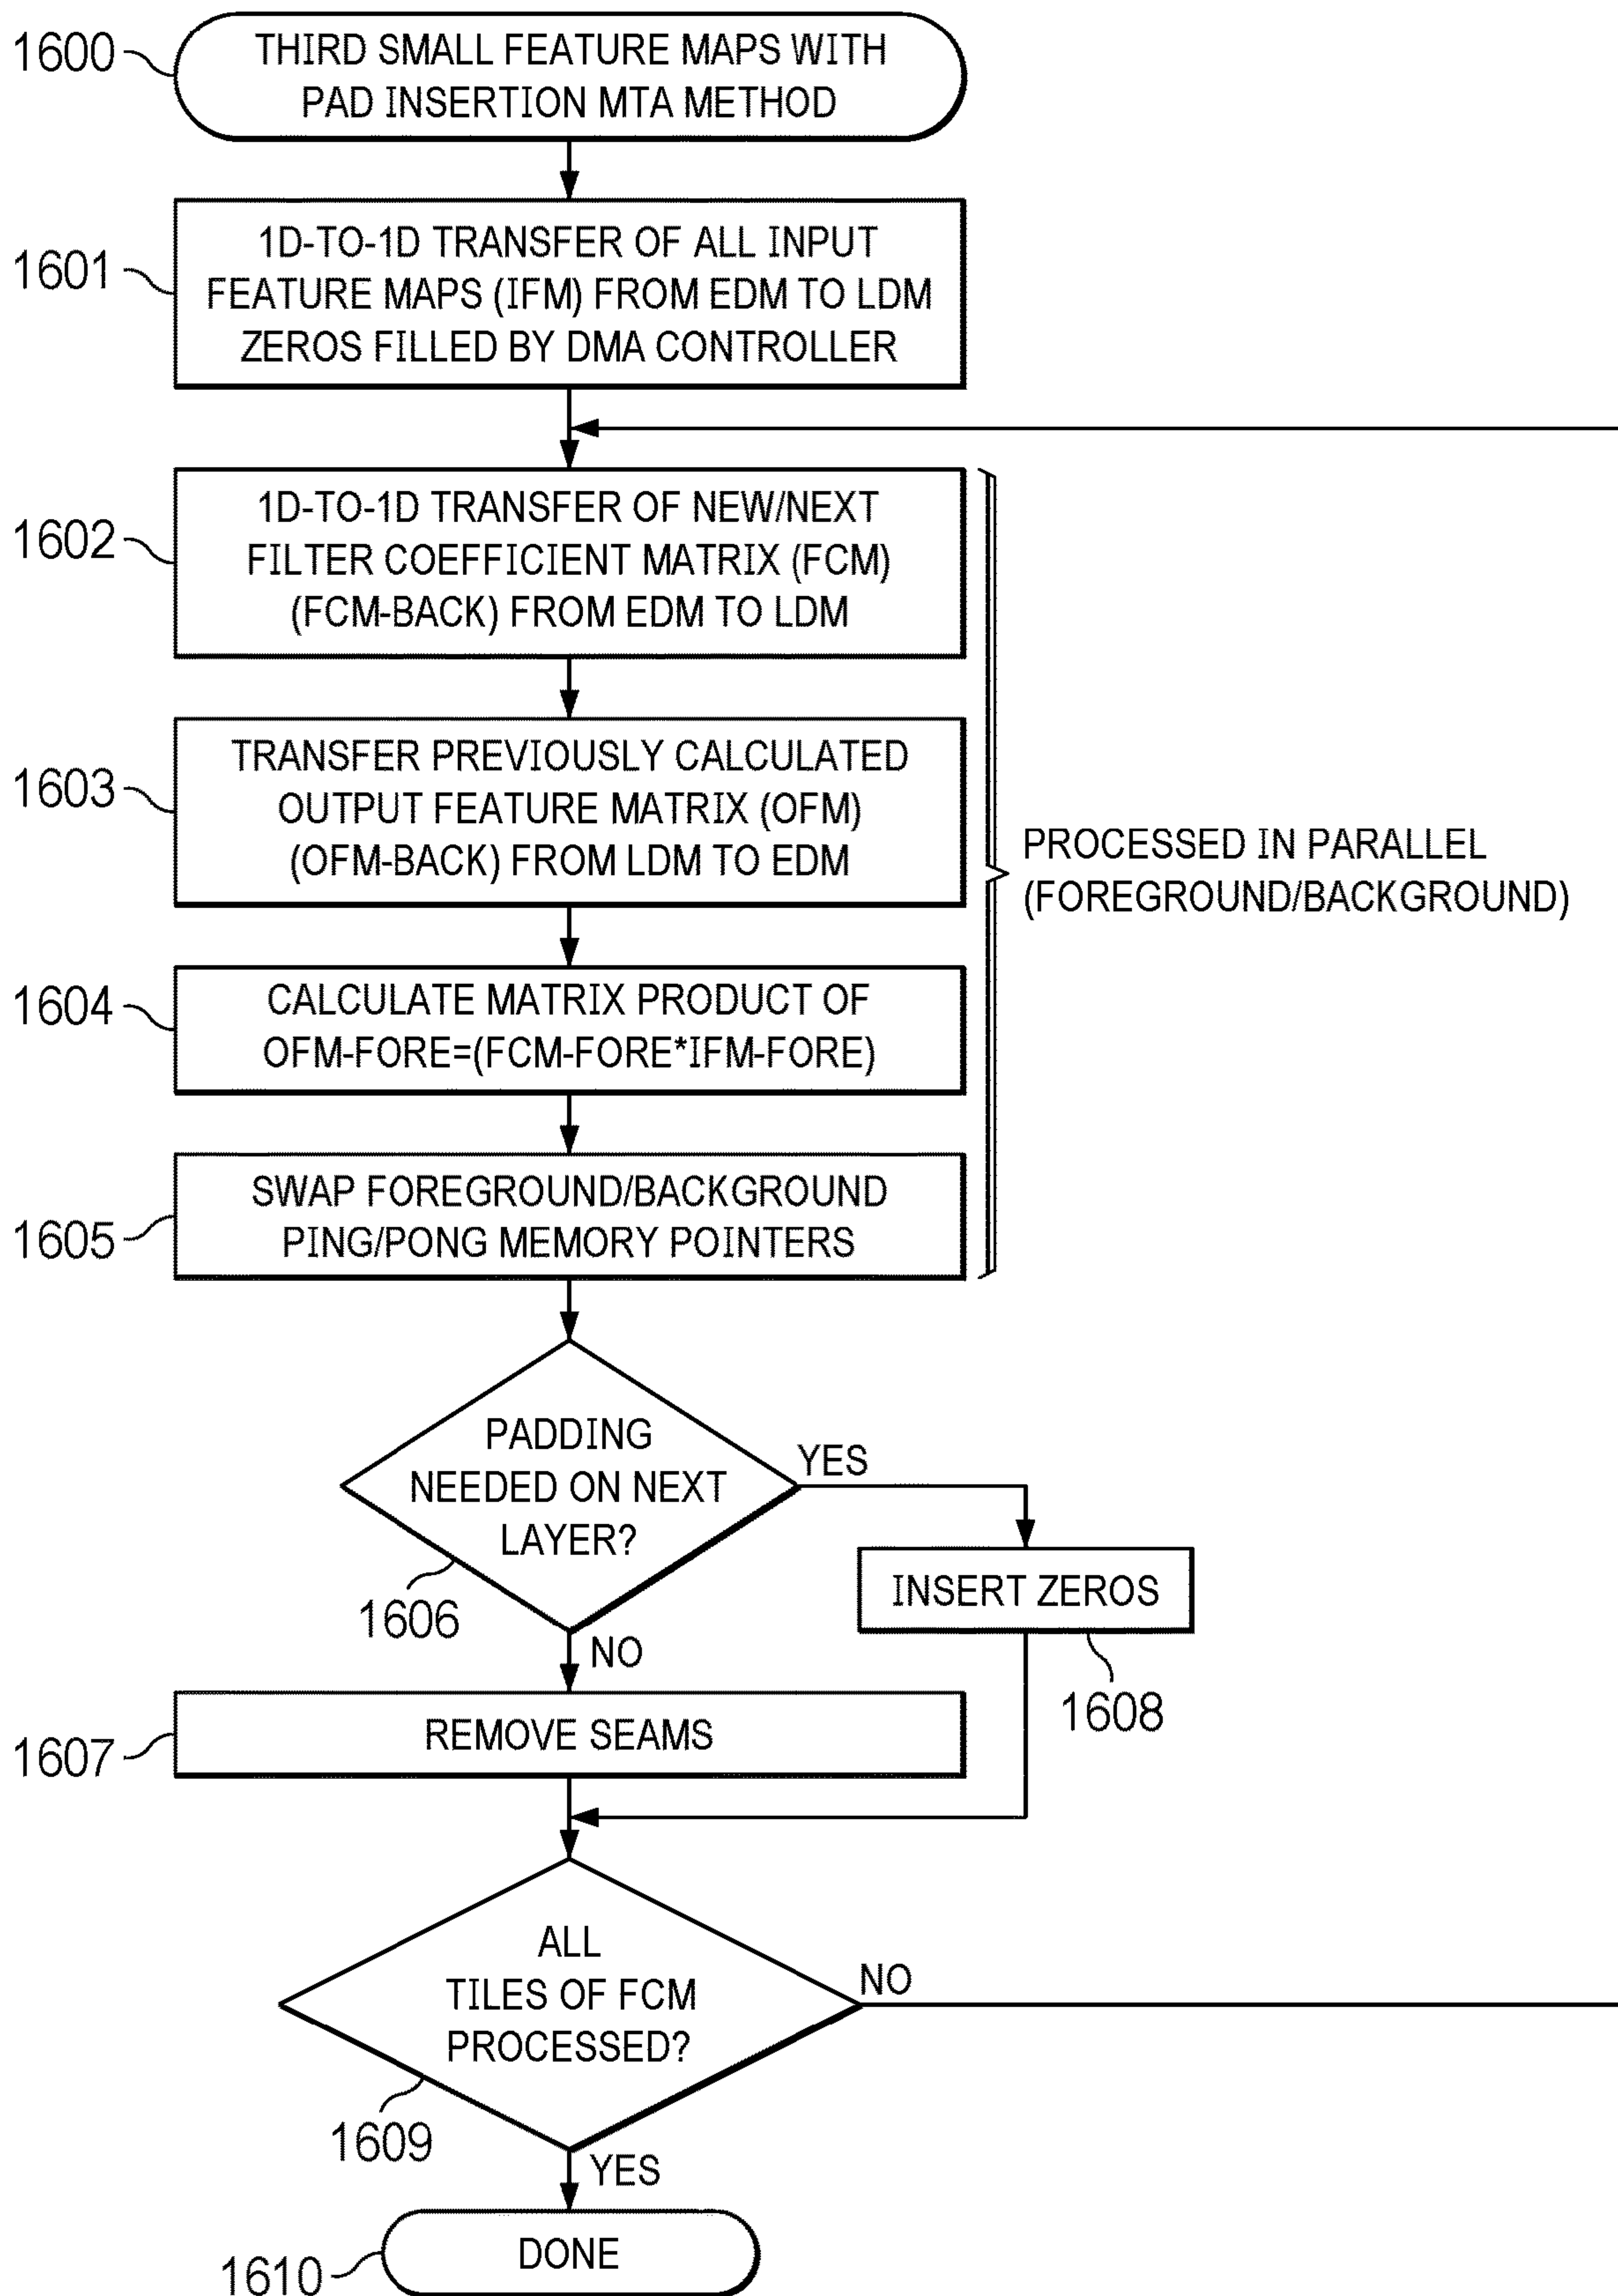 1600
THIRD SMALL FEATURE MAPS WITH
PAD INSERTION MTA METHOD
1601
1D-TO-1D TRANSFER OF ALL INPUT
FEATURE MAPS (IFM) FROM EDM TO LDM
ZEROS FILLED BY DMA CONTROLLER
1602
1D-TO-1D TRANSFER OF NEW/NEXT
FILTER COEFFICIENT MATRIX (FCM)
(FCM-BACK) FROM EDM TO LDM
1603
TRANSFER PREVIOUSLY CALCULATED
OUTPUT FEATURE MATRIX (OFM)
(OFM-BACK) FROM LDM TO EDM
PROCESSED IN PARALLEL
(FOREGROUND/BACKGROUND)
1604
CALCULATE MATRIX PRODUCT OF
OFM-FORE=(FCM-FORE*IFM-FORE)
1605
SWAP FOREGROUND/BACKGROUND
PING/PONG MEMORY POINTERS
PADDING
NEEDED ON NEXT
LAYER?
YES
1606
NO
INSERT ZEROS
1608
1607
REMOVE SEAMS
ALL
TILES OF FCM
PROCESSED?
NO
1609
YES
1610
DONE